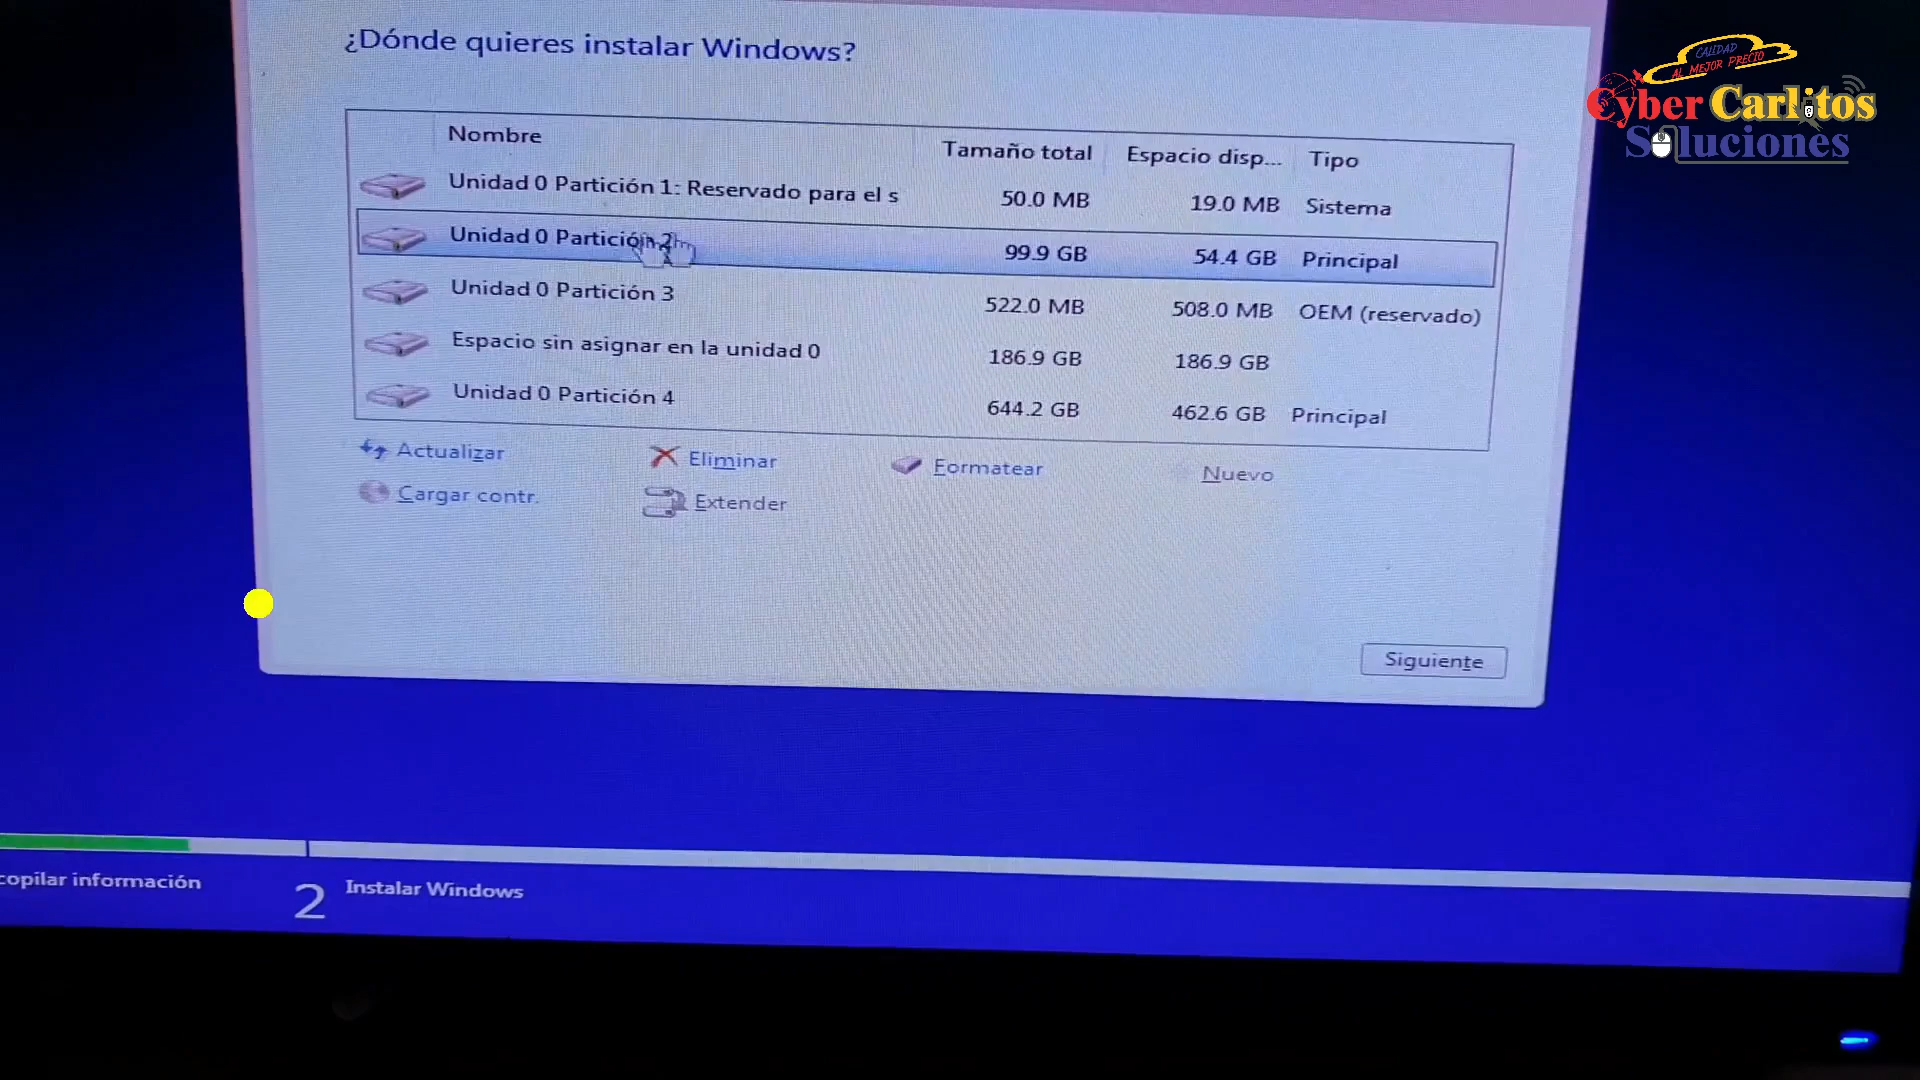 ¿Dónde quieres instalar Windows?
CALIDAD
AL MEJOR PRECIO
Cyber Carlitos
Soluciones
Nombre Tamaño total Espacio disp... Tipo
Unidad 0 Partición 1: Reservado para el s 50.0 MB 19.0 MB Sistema
Unidad 0 Partición 2 99.9 GB 54.4 GB Principal
Unidad 0 Partición 3 522.0 MB 508.0 MB OEM (reservado)
Espacio sin asignar en la unidad 0 186.9 GB 186.9 GB
Unidad 0 Partición 4 644.2 GB 462.6 GB Principal
Actualizar Eliminar Formatear Nuevo
Cargar contr. Extender
Siguiente
copilar información 2 Instalar Windows